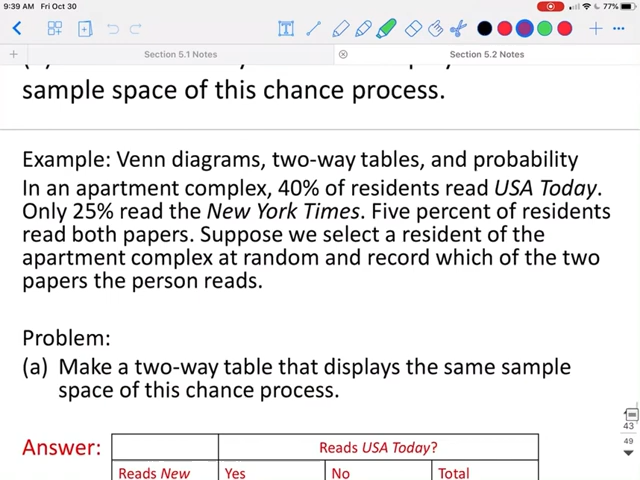 9:39 AM Fri Oct 30
77%
Section 5.1 Notes
Section 5.2 Notes
sample space of this chance process.
Example: Venn diagrams, two-way tables, and probability
In an apartment complex, 40% of residents read USA Today.
Only 25% read the New York Times. Five percent of residents
read both papers. Suppose we select a resident of the
apartment complex at random and record which of the two
papers the person reads.
Problem:
(a) Make a two-way table that displays the same sample
space of this chance process.
43
49
Answer:
Reads USA Today?
Reads New
Yes
No
Total